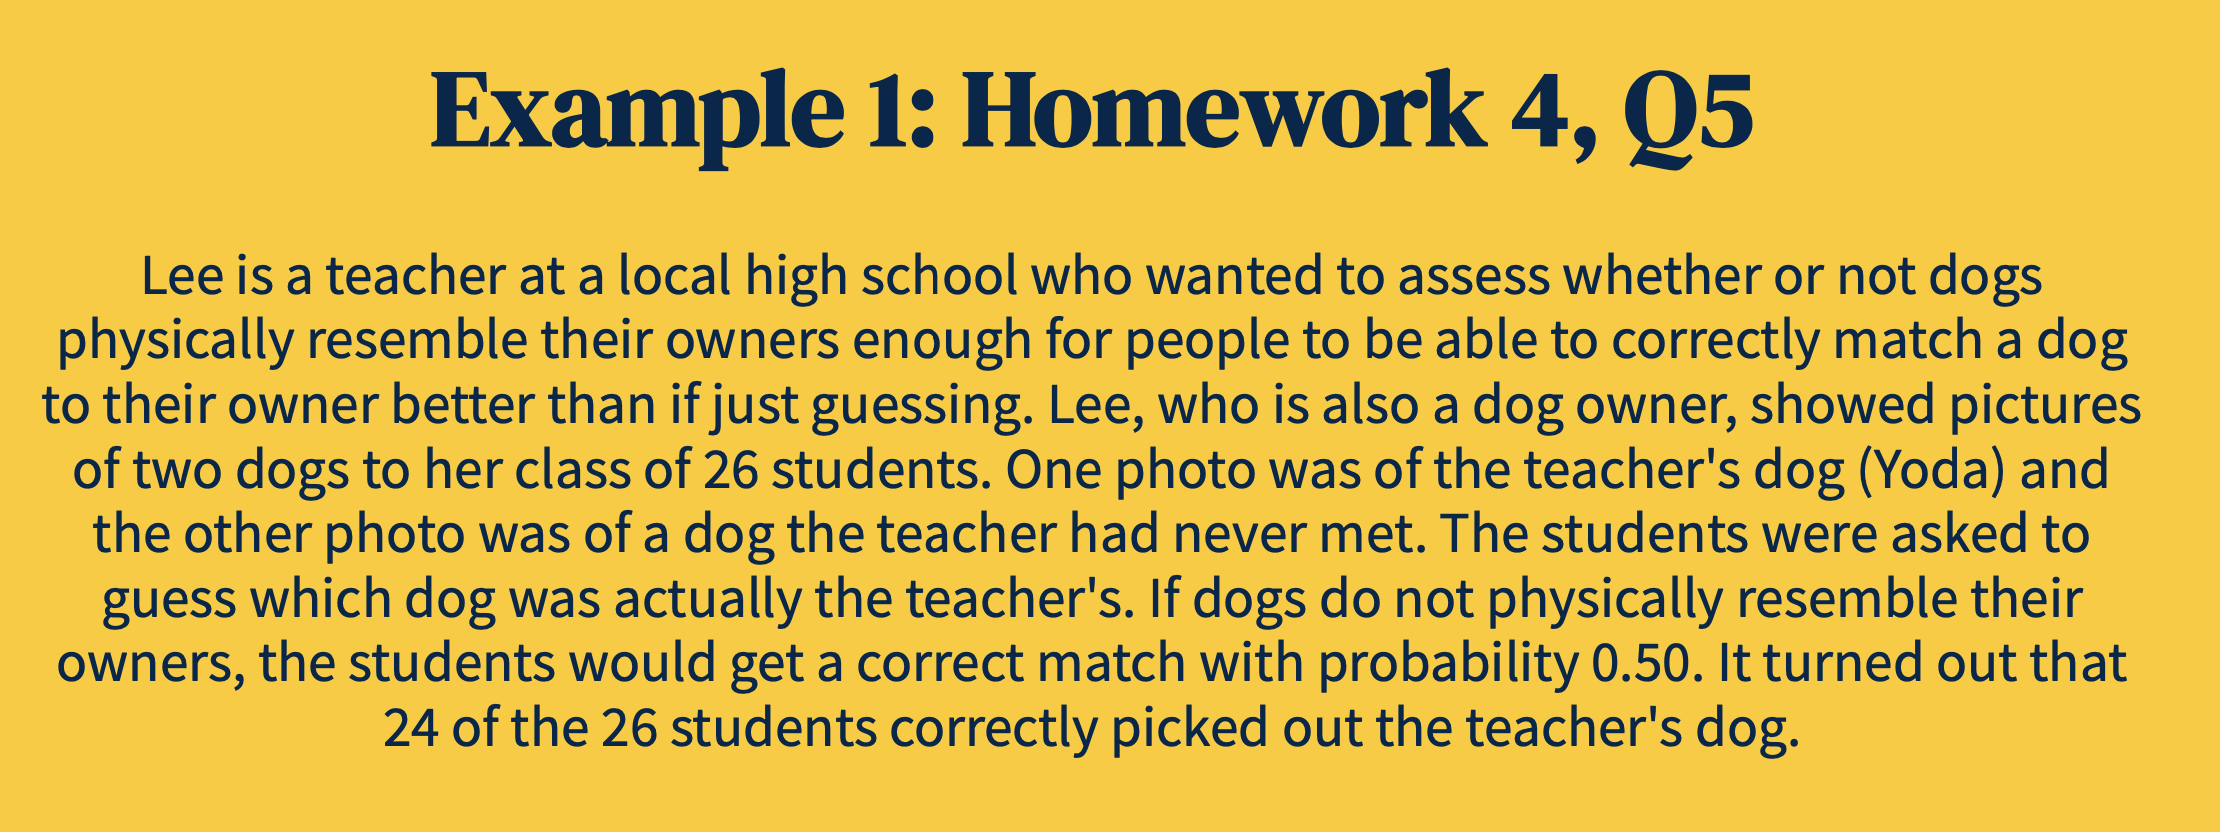 Example 1: Homework 4, Q5
Lee is a teacher at a local high school who wanted to assess whether or not dogs
physically resemble their owners enough for people to be able to correctly match a dog
to their owner better than if just guessing. Lee, who is also a dog owner, showed pictures
of two dogs to her class of 26 students. One photo was of the teacher's dog (Yoda) and
the other photo was of a dog the teacher had never met. The students were asked to
guess which dog was actually the teacher's. If dogs do not physically resemble their
owners, the students would get a correct match with probability 0.50. It turned out that
24 of the 26 students correctly picked out the teacher's dog.